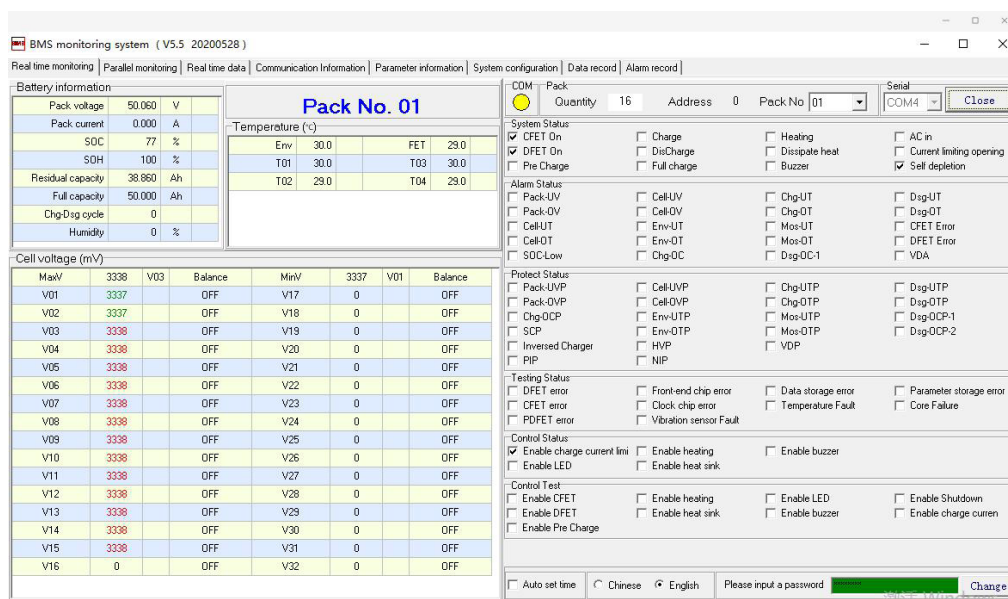 BMS monitoring system ( V5.5 20200528 )
Real time monitoring Parallel monitoring Real time data Communication Information Parameter information System configuration Data record Alarm record
Battery information
Pack voltage 50.060 V
Pack current 0.000 A
SOC 77 %
SOH 100 %
Residual capacity 38.860 Ah
Full capacity 50.000 Ah
Chg-Dsg cycle 0
Humidity 0 %
Pack No. 01
Temperature (℃)
Env 30.0 FET 29.0
T01 30.0 T03 30.0
T02 29.0 T04 29.0
Cell voltage (mV)
MaxV 3338 V03 Balance MinV 3337 V01 Balance
V01 3337 OFF V17 0 OFF
V02 3337 OFF V18 0 OFF
V03 3338 OFF V19 0 OFF
V04 3338 OFF V20 0 OFF
V05 3338 OFF V21 0 OFF
V06 3338 OFF V22 0 OFF
V07 3338 OFF V23 0 OFF
V08 3338 OFF V24 0 OFF
V09 3338 OFF V25 0 OFF
V10 3338 OFF V26 0 OFF
V11 3338 OFF V27 0 OFF
V12 3338 OFF V28 0 OFF
V13 3338 OFF V29 0 OFF
V14 3338 OFF V30 0 OFF
V15 3338 OFF V31 0 OFF
V16 0 OFF V32 0 OFF
COM Pack Serial
Quantity 16 Address 0 Pack No 01 COM4 Close
System Status
CFET On Charge Heating AC in
DFET On DisCharge Dissipate heat Current limiting opening
Pre Charge Full charge Buzzer Self depletion
Alarm Status
Pack-UV Cell-UV Chg-UT Dsg-UT
Pack-OV Cell-OV Chg-OT Dsg-OT
Cell-UT Env-UT Mos-UT CFET Error
Cell-OT Env-OT Mos-OT DFET Error
SOC-Low Chg-OC Dsg-OC-1 VDA
Protect Status
Pack-UVP Cell-UVP Chg-UTP Dsg-UTP
Pack-OVP Cell-OVP Chg-OTP Dsg-OTP
Chg-OCP Env-UTP Mos-UTP Dsg-OCP-1
SCP Env-OTP Mos-OTP Dsg-OCP-2
Inversed Charger HVP VDP
PIP NIP
Testing Status
DFET error Front-end chip error Data storage error Parameter storage error
CFET error Clock chip error Temperature Fault Core Failure
PDFET error Vibration sensor Fault
Control Status
Enable charge current limi Enable heating Enable buzzer
Enable LED Enable heat sink
Control Test
Enable CFET Enable heating Enable LED Enable Shutdown
Enable DFET Enable heat sink Enable buzzer Enable charge curren
Enable Pre Charge
Auto set time Chinese English Please input a password ******** Change